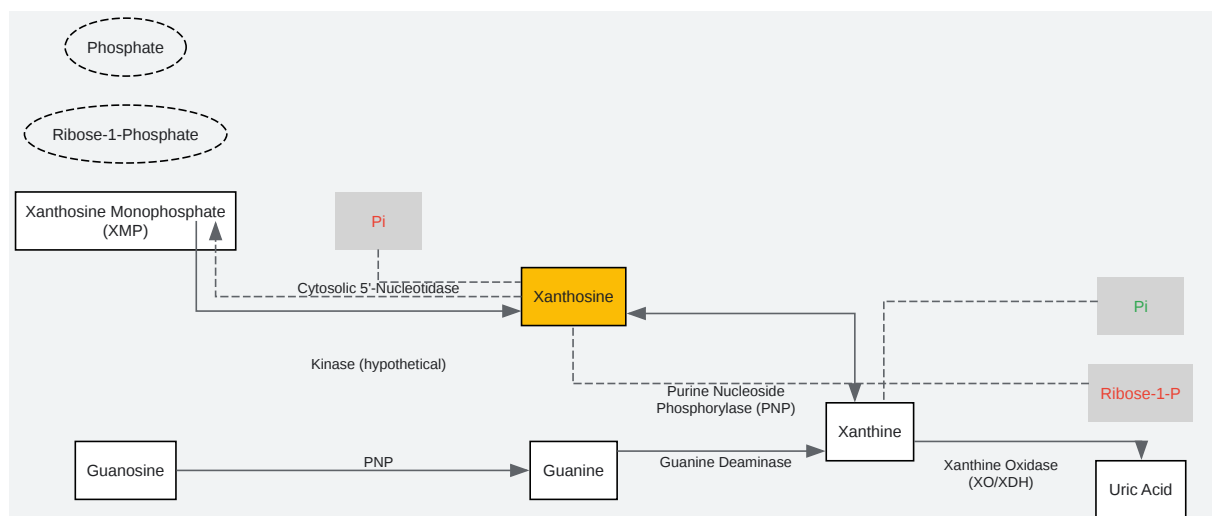 Phosphate
Ribose-1-Phosphate
Xanthosine Monophosphate
(XMP)
Pi
Cytosolic 5'-Nucleotidase
Xanthosine
Pi
Kinase (hypothetical)
Purine Nucleoside
Phosphorylase (PNP)
Ribose-1-P
Xanthine
Guanosine
PNP
Guanine
Guanine Deaminase
Xanthine Oxidase
(XO/XDH)
Uric Acid